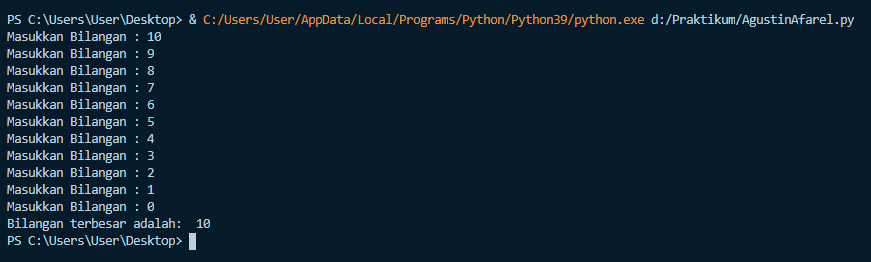 PS C:\Users\User\Desktop> & C:/Users/User/AppData/Local/Programs/Python/Python39/python.exe d:/Praktikum/AgustinAfarel.py
Masukkan Bilangan : 10
Masukkan Bilangan : 9
Masukkan Bilangan : 8
Masukkan Bilangan : 7
Masukkan Bilangan : 6
Masukkan Bilangan : 5
Masukkan Bilangan : 4
Masukkan Bilangan : 3
Masukkan Bilangan : 2
Masukkan Bilangan : 1
Masukkan Bilangan : 0
Bilangan terbesar adalah:  10
PS C:\Users\User\Desktop>